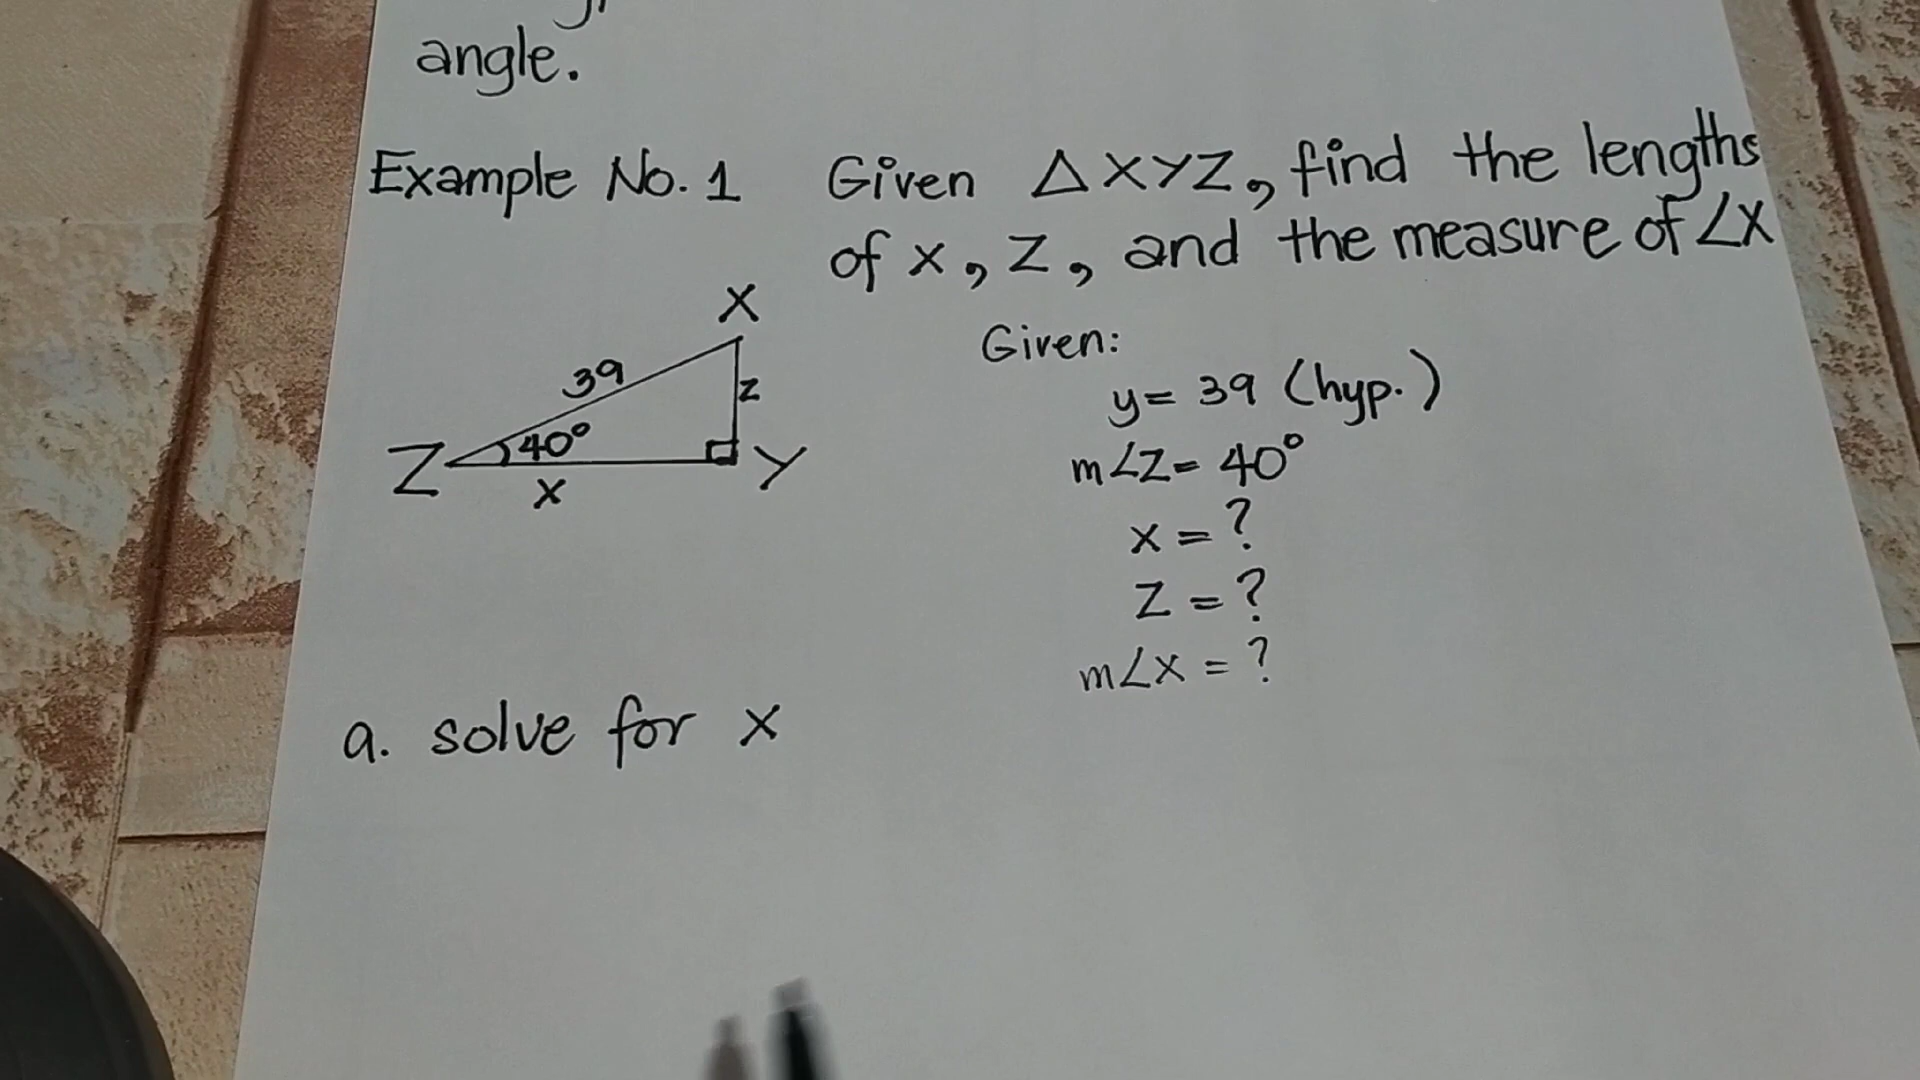 angle.
Example No. 1 Given △XYZ, find the lengths
of x, z, and the measure of ∠X
X
39
z
40°
Z
Y
x
Given:
y = 39 (hyp.)
m∠Z = 40°
x = ?
z = ?
m∠X = ?
a. solve for x